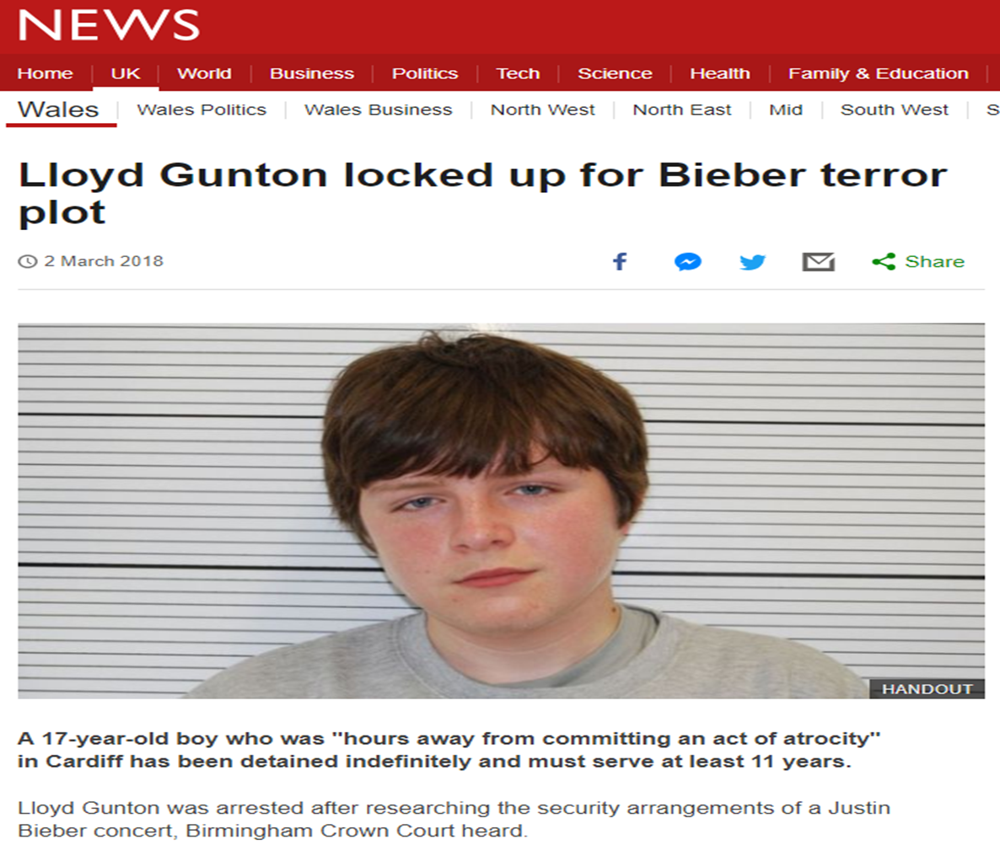 NEWS
Home UK World Business Politics Tech Science Health Family & Education
Wales Wales Politics Wales Business North West North East Mid South West S
Lloyd Gunton locked up for Bieber terror
plot
2 March 2018 Share
HANDOUT
A 17-year-old boy who was "hours away from committing an act of atrocity"
in Cardiff has been detained indefinitely and must serve at least 11 years.
Lloyd Gunton was arrested after researching the security arrangements of a Justin
Bieber concert, Birmingham Crown Court heard.